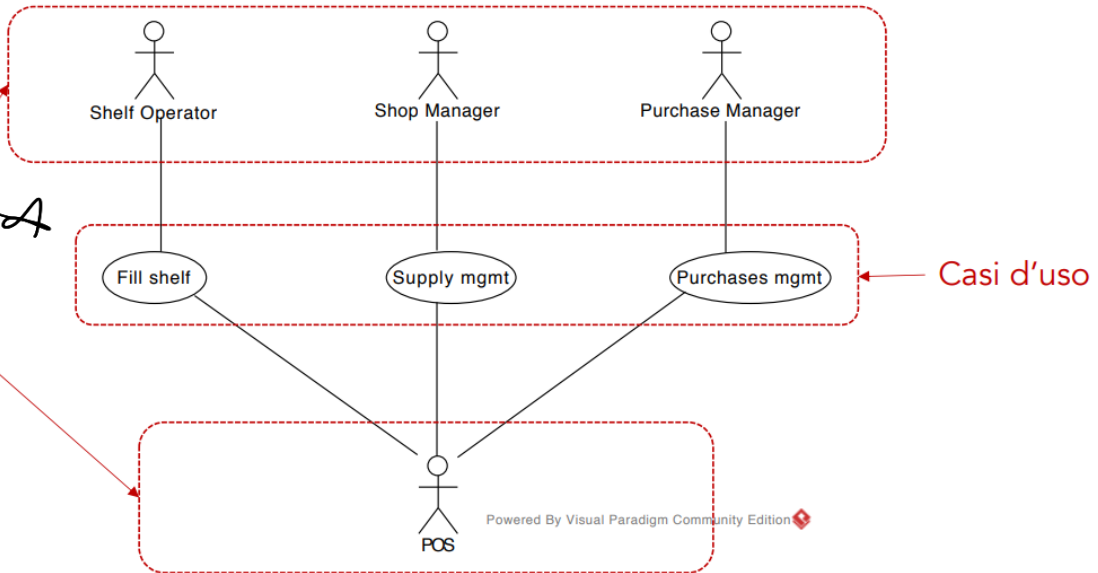 Shelf Operator
Shop Manager
Purchase Manager
A
Fill shelf
Supply mgmt
Purchases mgmt
Casi d'uso
Powered By Visual Paradigm Community Edition
POS